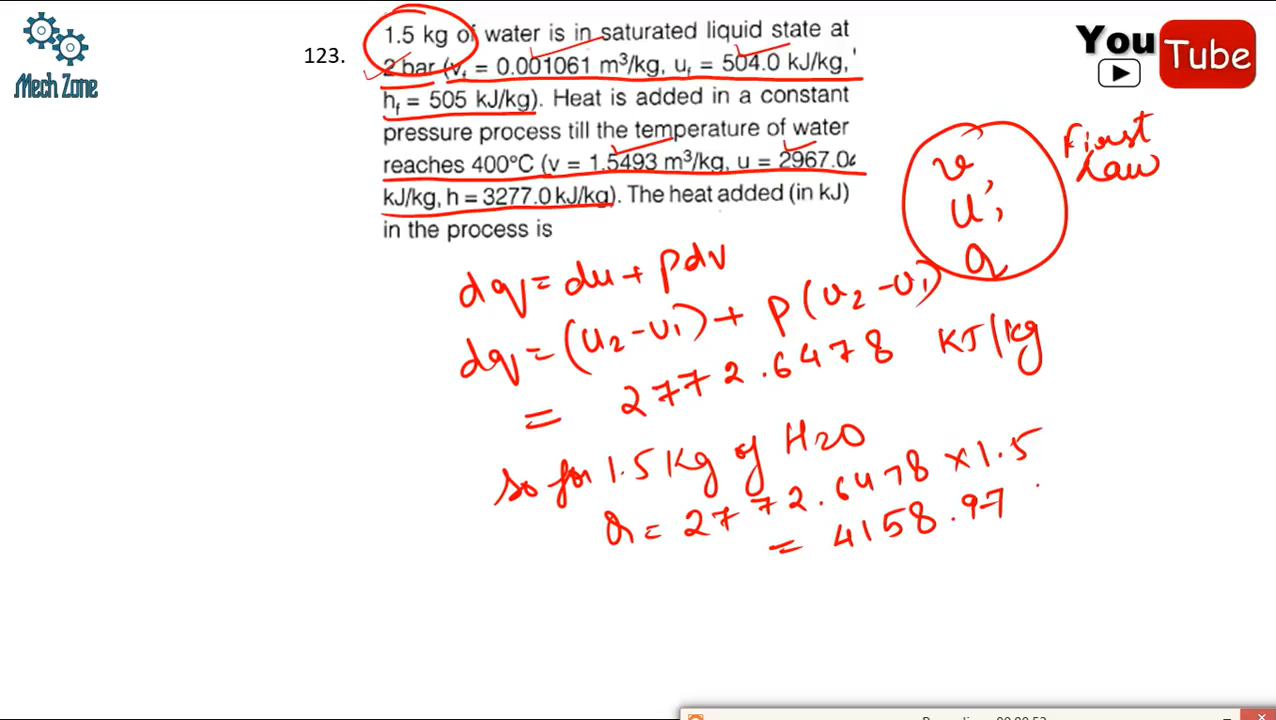 Mech Zone
You Tube
123.
1.5 kg of water is in saturated liquid state at
2 bar (vf = 0.001061 m³/kg, uf = 504.0 kJ/kg,
hf = 505 kJ/kg). Heat is added in a constant
pressure process till the temperature of water
reaches 400°C (v = 1.5493 m³/kg, u = 2967.0
kJ/kg, h = 3277.0 kJ/kg). The heat added (in kJ)
in the process is
First
Law
v,
u,
Q
dq = du + pdv
dq = (u2 - u1) + p(v2 - v1)
= 2772.6478 KJ/kg
so for 1.5 Kg of H2O
Q = 2772.6478 × 1.5
= 4158.97